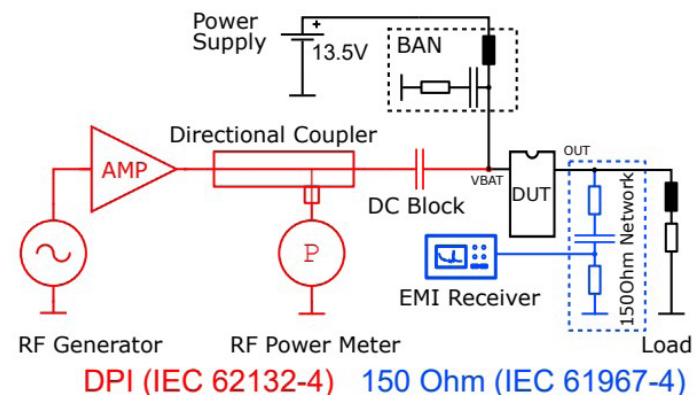 Power
Supply
+
13.5V
BAN
Directional Coupler
AMP
VBAT
DUT
OUT
DC Block
P
150Ohm Network
EMI Receiver
RF Generator
RF Power Meter
Load
DPI (IEC 62132-4) 150 Ohm (IEC 61967-4)